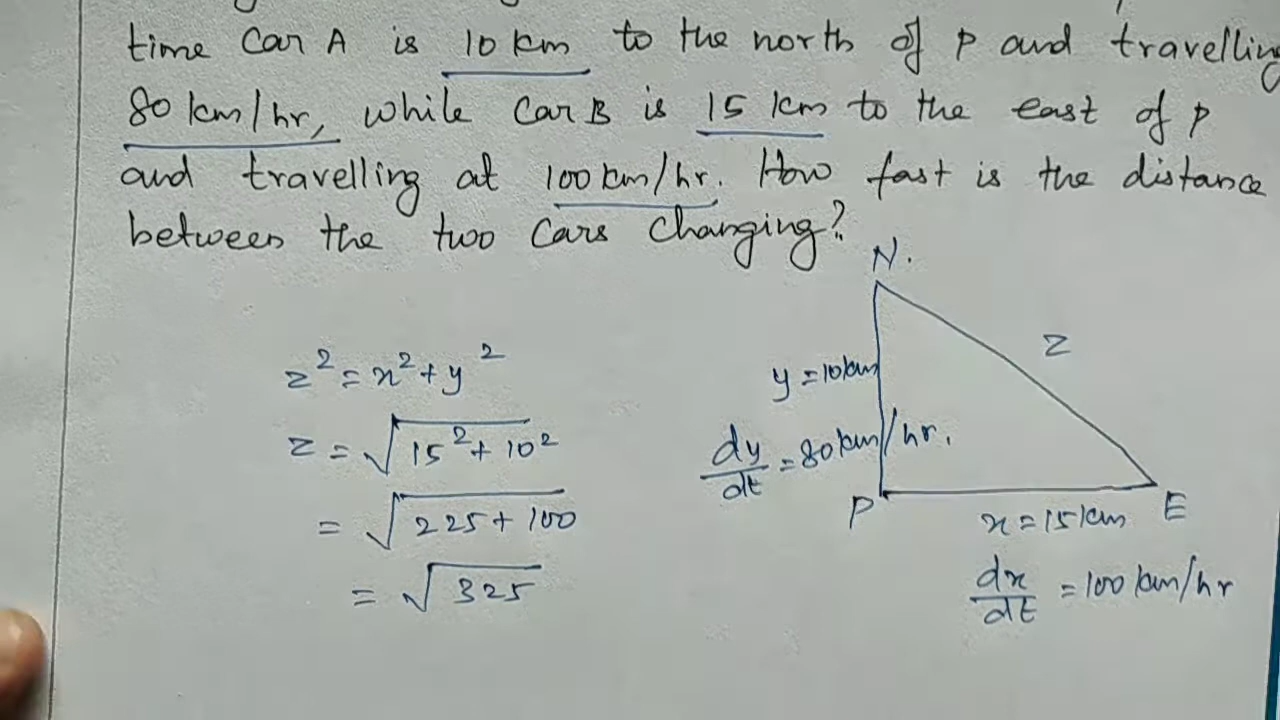 time Car A is 10 km to the north of P and travelling
80 km/hr, while Car B is 15 km to the east of P
and travelling at 100 km/hr. How fast is the distance
between the two Cars changing?
N.
z
y = 10 km
dy/dt = 80 km/hr.
P
E
x = 15 km
dx/dt = 100 km/hr
z² = x² + y²
z = √15² + 10²
= √225 + 100
= √325